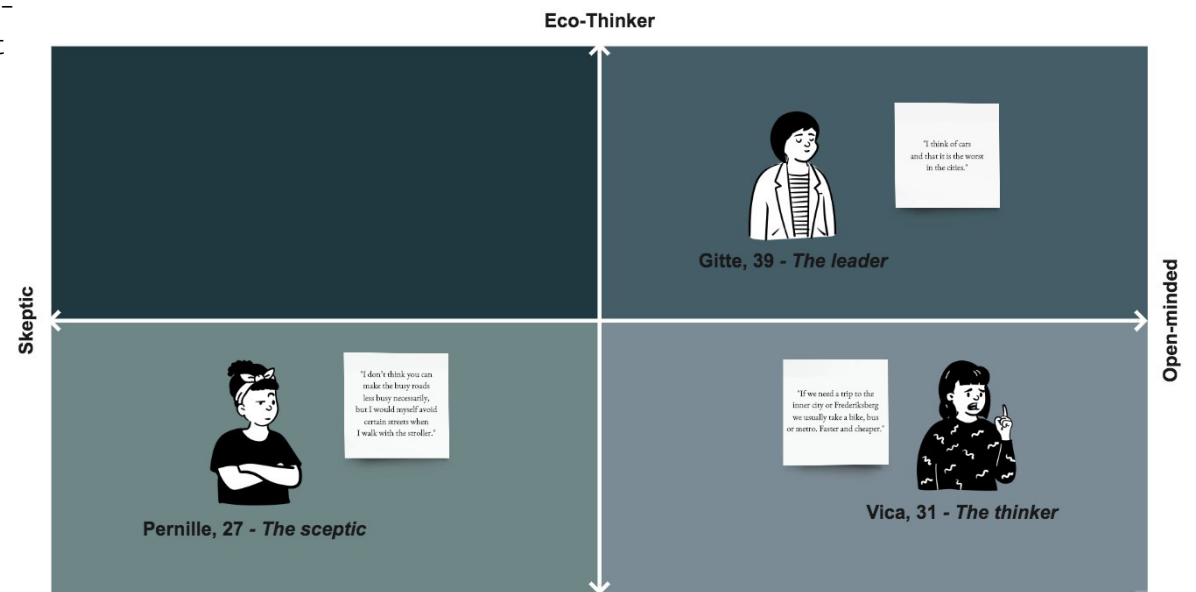 Eco-Thinker
"I think of cars
and that it is the worst
in the cities."
Gitte, 39 - The leader
Skeptic
Open-minded
"I don't think you can
make the busy roads
less busy necessarily,
but I would myself avoid
certain streets when
I walk with the stroller."
Pernille, 27 - The sceptic
"If we need a trip to the
inner city or Frederiksberg
we usually take a bike, bus
or metro. Faster and cheaper."
Vica, 31 - The thinker